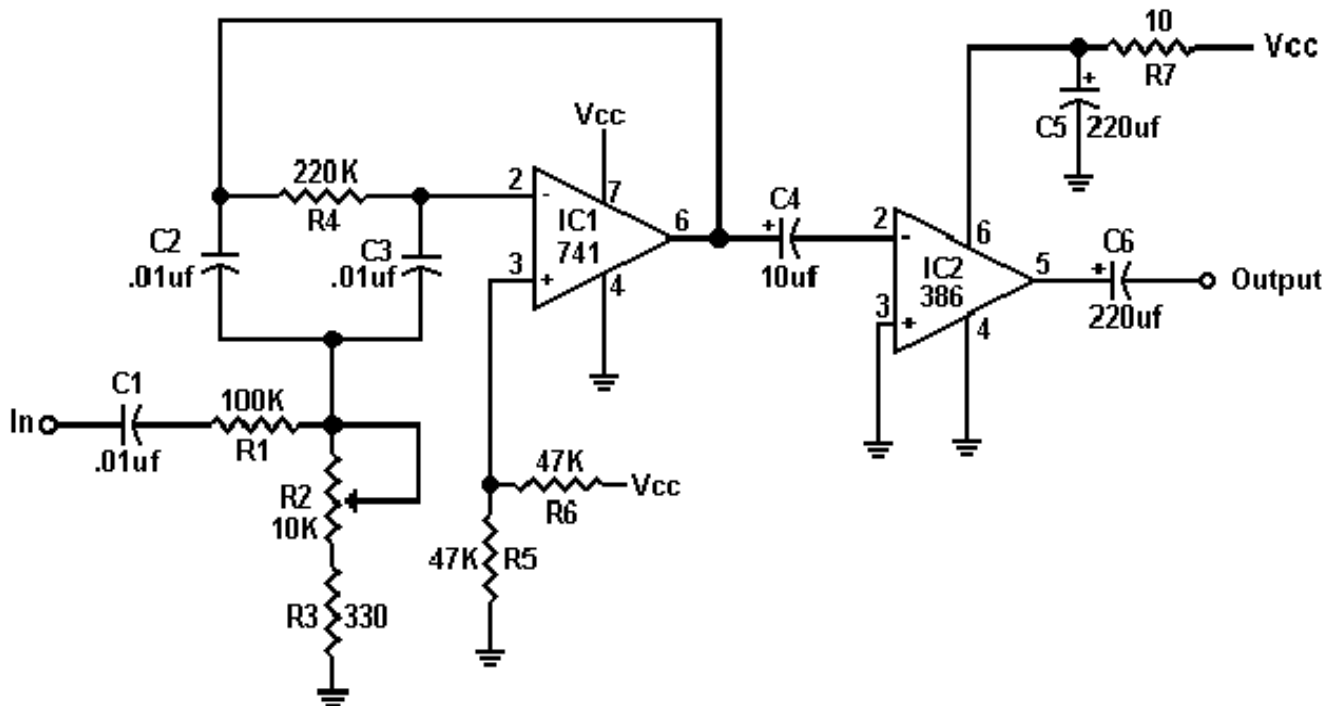 10
Vcc
R7
+
C5
220uf
Vcc
220K
R4
2
-
7
IC1
741
6
3
+
4
C2
.01uf
C3
.01uf
C4
+
10uf
2
-
6
IC2
386
5
3
+
4
C6
+
220uf
Output
In
C1
.01uf
100K
R1
R2
10K
R3
330
47K
R6
Vcc
47K
R5